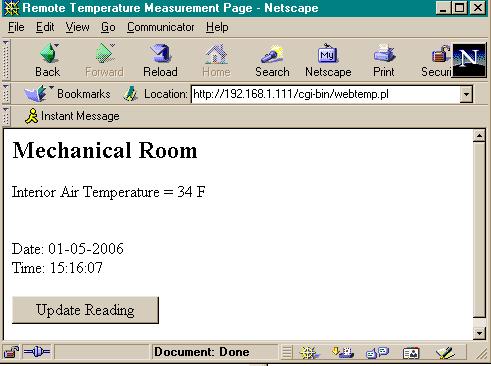 Remote Temperature Measurement Page - Netscape
File Edit View Go Communicator Help
Back Forward Reload Home Search Netscape Print Securi
Bookmarks Location: http://192.168.1.111/cgi-bin/webtemp.pl
Instant Message
Mechanical Room
Interior Air Temperature = 34 F
Date: 01-05-2006
Time: 15:16:07
Update Reading
Document: Done